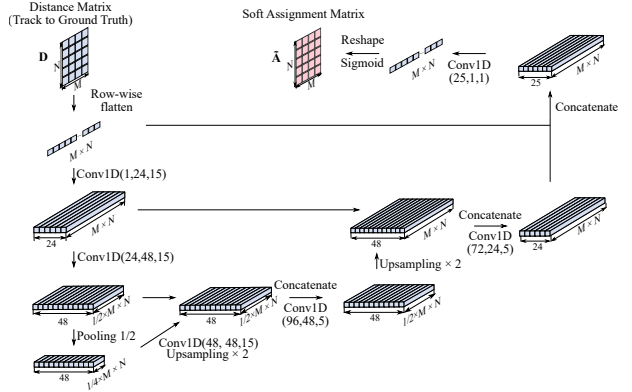 Distance Matrix
(Track to Ground Truth)
Soft Assignment Matrix
D
N
M
Ã
N
M
Reshape
Sigmoid
M × N
Conv1D
(25,1,1)
25
M × N
Row-wise
flatten
Concatenate
M × N
Conv1D(1,24,15)
24
M × N
48
M × N
Concatenate
Conv1D
(72,24,5)
24
M × N
Conv1D(24,48,15)
Upsampling × 2
48
1/2×M × N
48
1/2×M × N
Concatenate
Conv1D
(96,48,5)
48
1/2×M × N
Pooling 1/2
Conv1D(48, 48,15)
Upsampling × 2
48
1/4×M × N